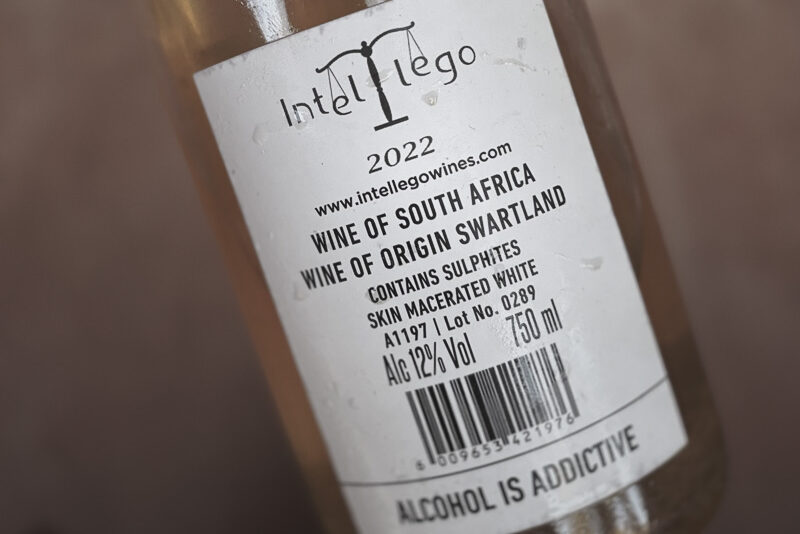 Intellego
2022
www.intellegowines.com
WINE OF SOUTH AFRICA
WINE OF ORIGIN SWARTLAND
CONTAINS SULPHITES
SKIN MACERATED WHITE
A1197 | Lot No. 0289
Alc 12% Vol 750 ml
6 009653 421976
ALCOHOL IS ADDICTIVE